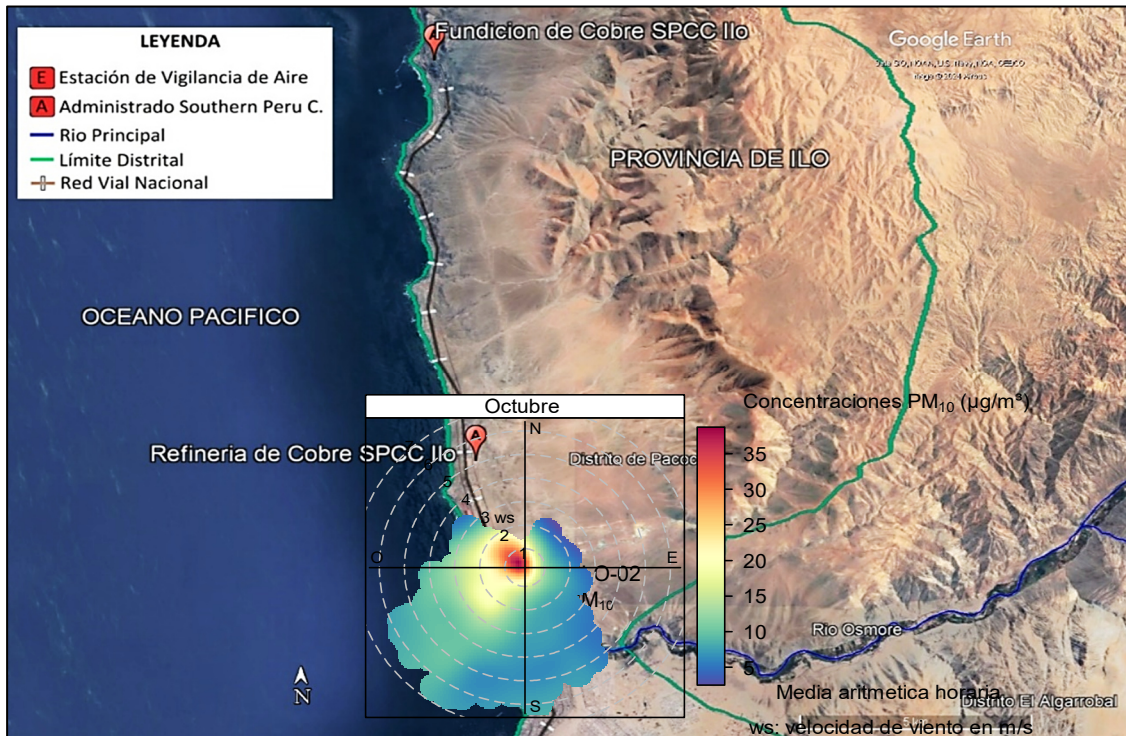 LEYENDA
E Estación de Vigilancia de Aire
A Administrado Southern Peru C.
Rio Principal
Límite Distrital
Red Vial Nacional
Fundicion de Cobre SPCC Ilo
Google Earth
PROVINCIA DE ILO
OCEANO PACIFICO
Octubre
Concentraciones PM₁₀ (µg/m³)
N
A
Refineria de Cobre SPCC Ilo
Distrito de Pacoc
35
30
25
20
15
10
5
6
5
4
3 ws
2
1
O
E
O-02
M₁₀
S
Rio Osmore
N
Media aritmetica horaria
Distrito El Algarrobal
ws: velocidad de viento en m/s